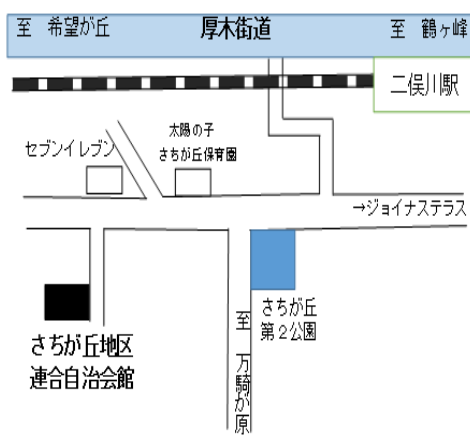 至 希望が丘
厚木街道
至 鶴ヶ峰
二俣川駅
太陽の子
さちが丘保育園
セブンイレブン
→ジョイナステラス
さちが丘
第2公園
至 万騎が原
さちが丘地区
連合自治会館